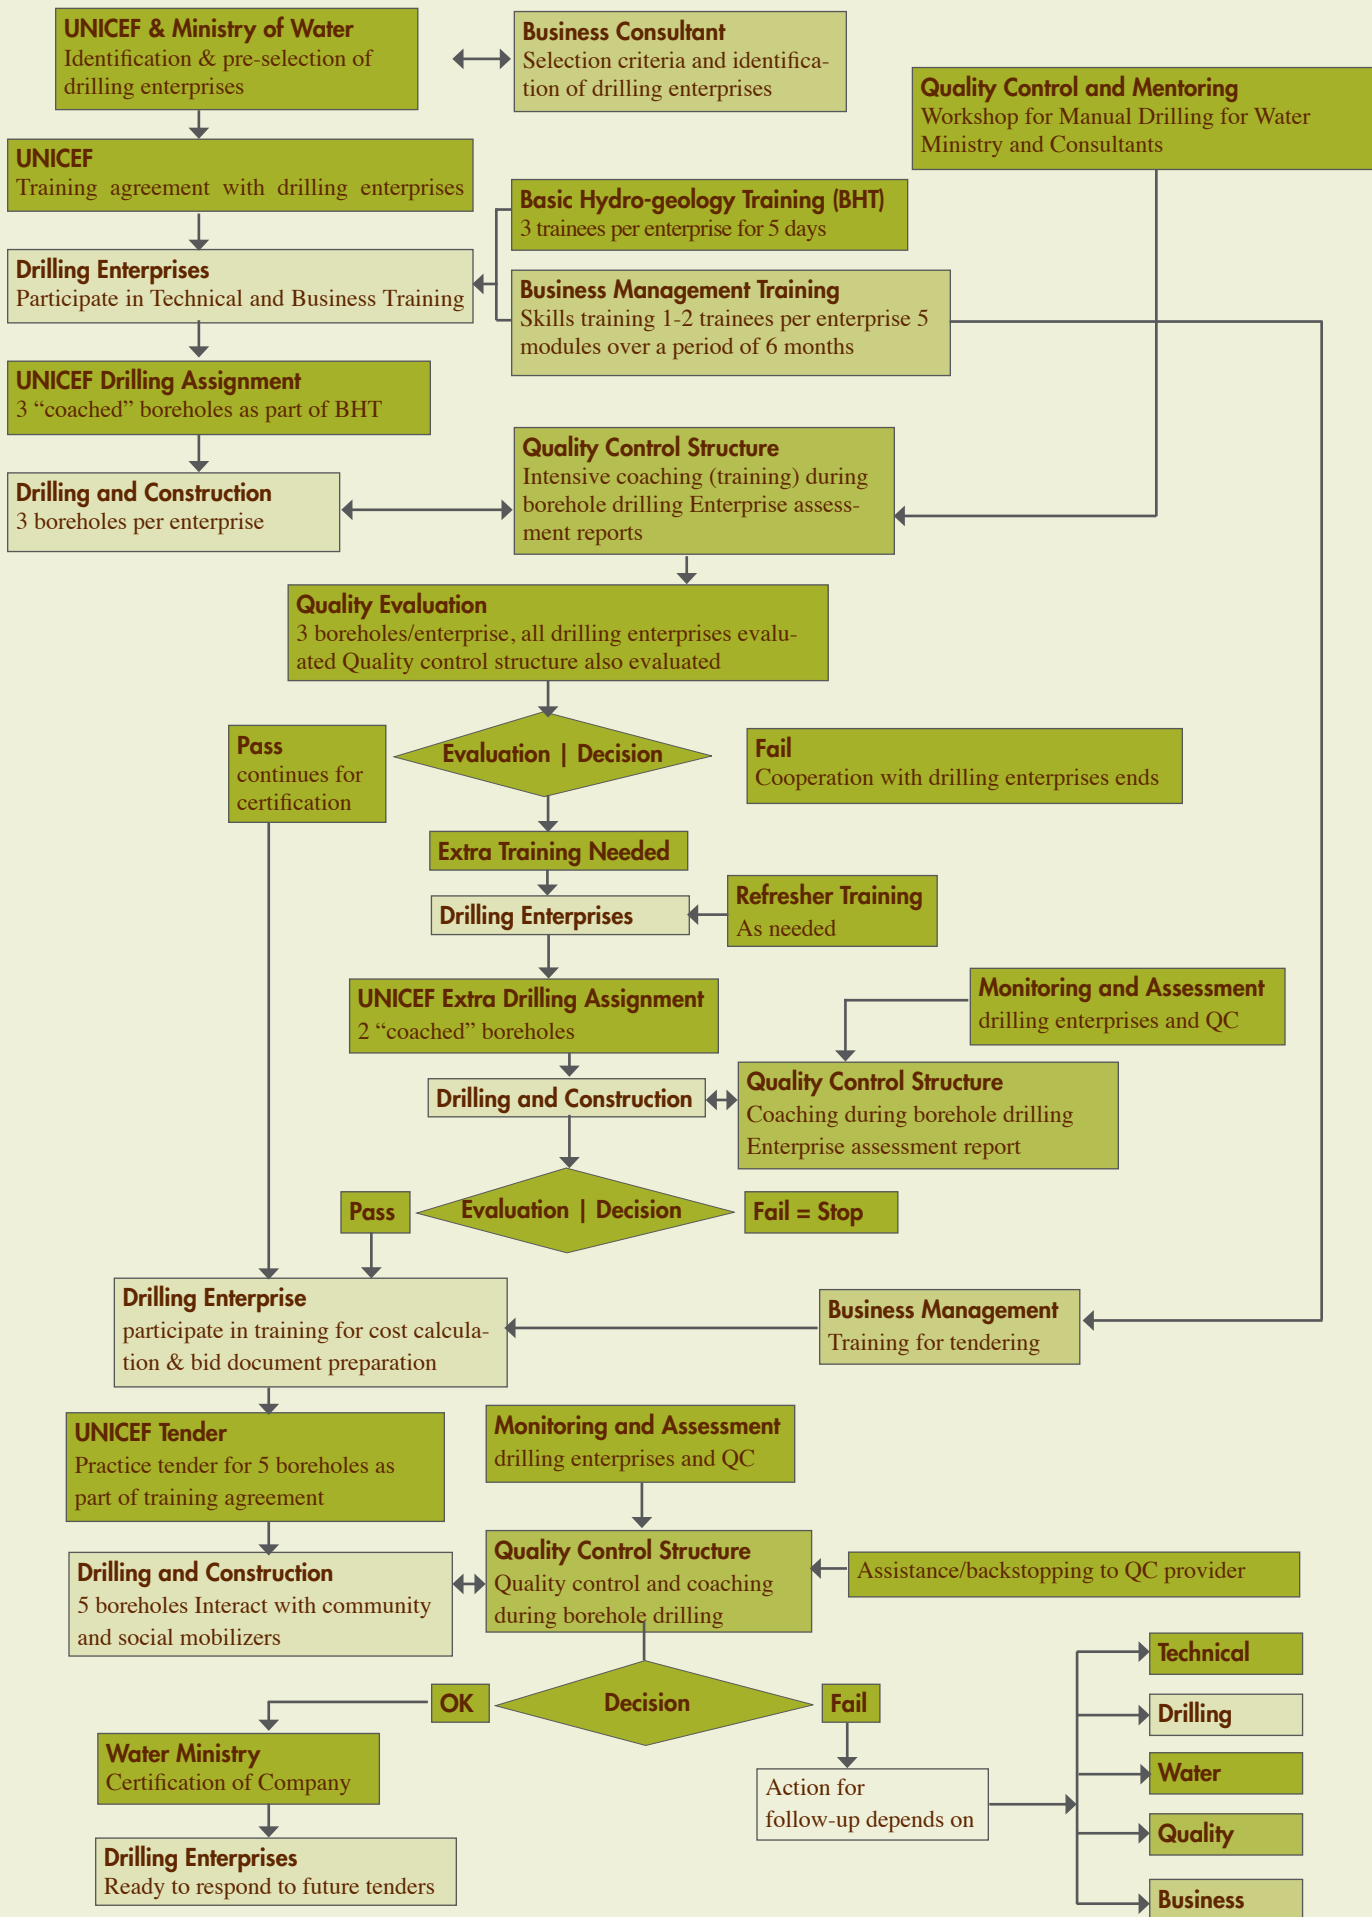 UNICEF & Ministry of Water
Identification & pre-selection of
drilling enterprises
Business Consultant
Selection criteria and identifica-
tion of drilling enterprises
Quality Control and Mentoring
Workshop for Manual Drilling for Water
Ministry and Consultants
UNICEF
Training agreement with drilling enterprises
Basic Hydro-geology Training (BHT)
3 trainees per enterprise for 5 days
Drilling Enterprises
Participate in Technical and Business Training
Business Management Training
Skills training 1-2 trainees per enterprise 5
modules over a period of 6 months
UNICEF Drilling Assignment
3 “coached” boreholes as part of BHT
Quality Control Structure
Intensive coaching (training) during
borehole drilling Enterprise assess-
ment reports
Drilling and Construction
3 boreholes per enterprise
Quality Evaluation
3 boreholes/enterprise, all drilling enterprises evalu-
ated Quality control structure also evaluated
Pass
continues for
certification
Evaluation | Decision
Fail
Cooperation with drilling enterprises ends
Extra Training Needed
Drilling Enterprises
Refresher Training
As needed
UNICEF Extra Drilling Assignment
2 “coached” boreholes
Monitoring and Assessment
drilling enterprises and QC
Drilling and Construction
Quality Control Structure
Coaching during borehole drilling
Enterprise assessment report
Pass
Evaluation | Decision
Fail = Stop
Drilling Enterprise
participate in training for cost calcula-
tion & bid document preparation
Business Management
Training for tendering
UNICEF Tender
Practice tender for 5 boreholes as
part of training agreement
Monitoring and Assessment
drilling enterprises and QC
Drilling and Construction
5 boreholes Interact with community
and social mobilizers
Quality Control Structure
Quality control and coaching
during borehole drilling
Assistance/backstopping to QC provider
OK
Decision
Fail
Water Ministry
Certification of Company
Action for
follow-up depends on
Technical
Drilling
Water
Quality
Business
Drilling Enterprises
Ready to respond to future tenders